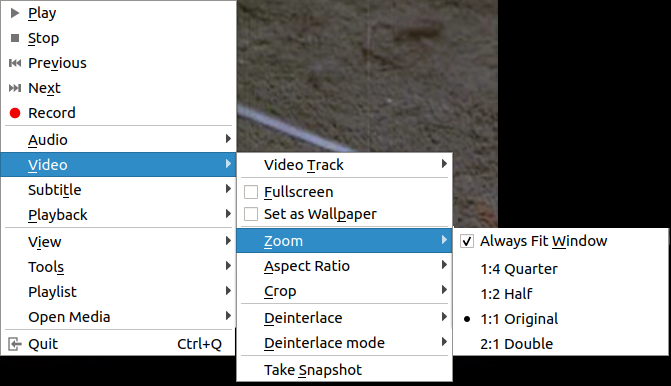 Play
Stop
Previous
Next
Record
Audio
Video
Subtitle
Playback
View
Tools
Playlist
Open Media
Quit Ctrl+Q
Video Track
Fullscreen
Set as Wallpaper
Zoom
Aspect Ratio
Crop
Deinterlace
Deinterlace mode
Take Snapshot
Always Fit Window
1:4 Quarter
1:2 Half
1:1 Original
2:1 Double